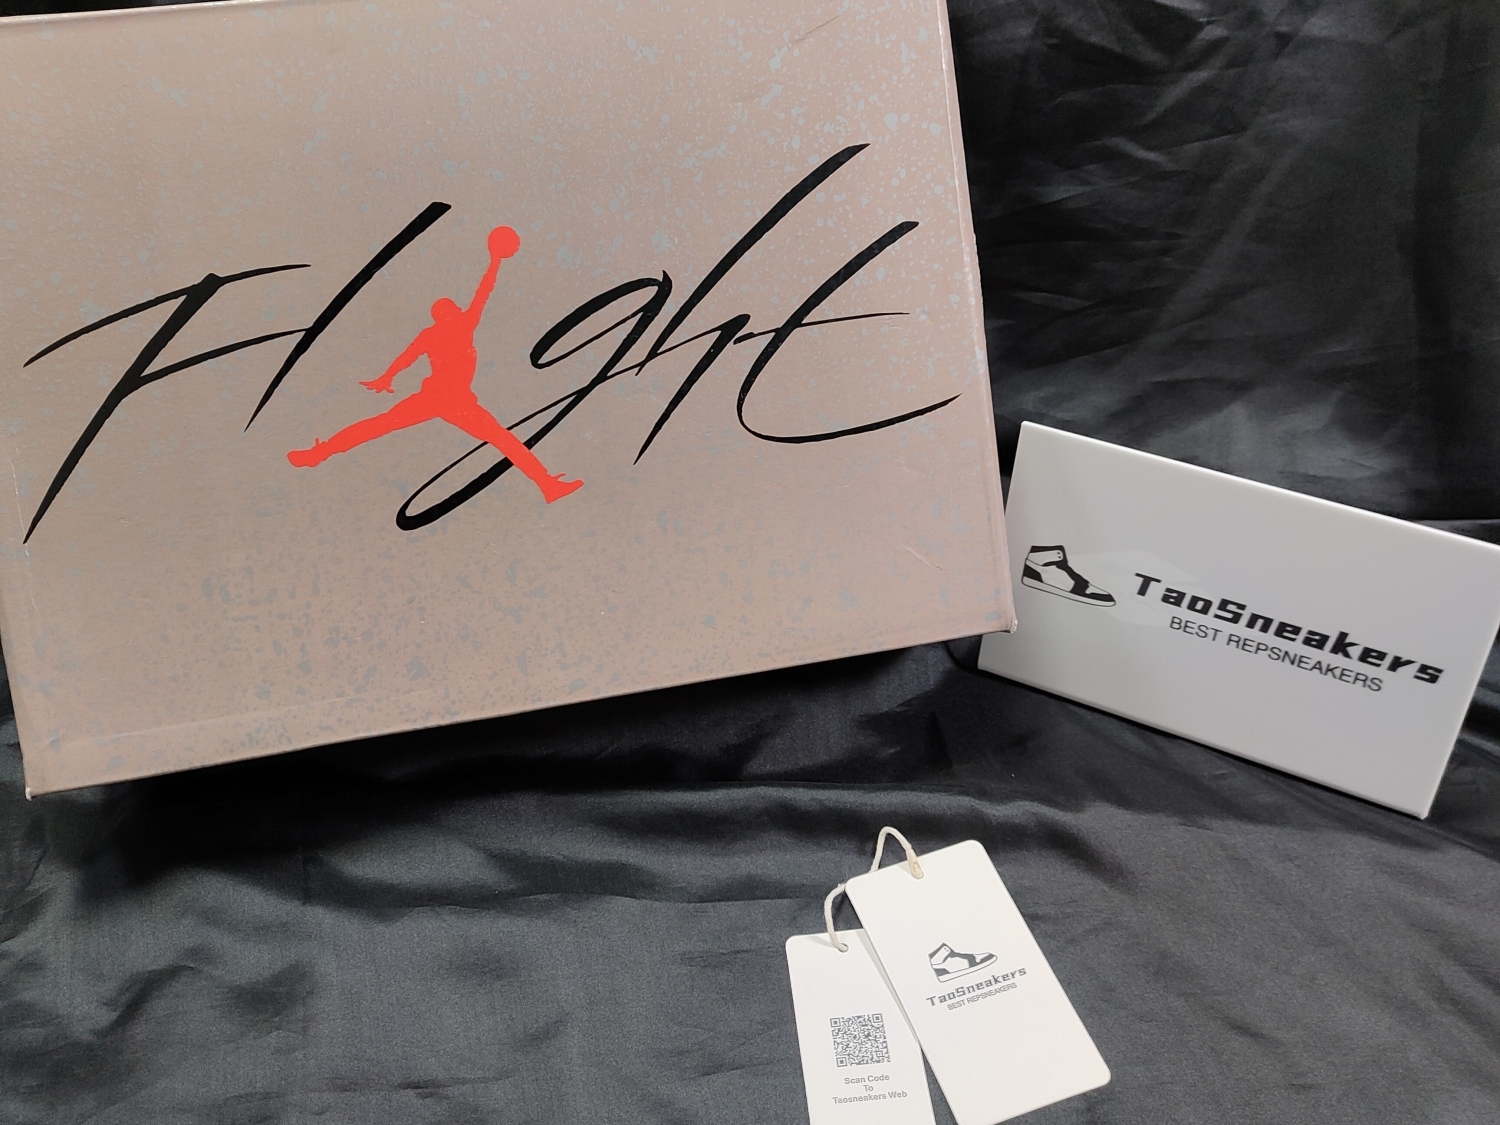 Flight
TaoSneakers
BEST REPSNEAKERS
TaoSneakers
BEST REPSNEAKERS
Scan Code
To
Taosneakers Web